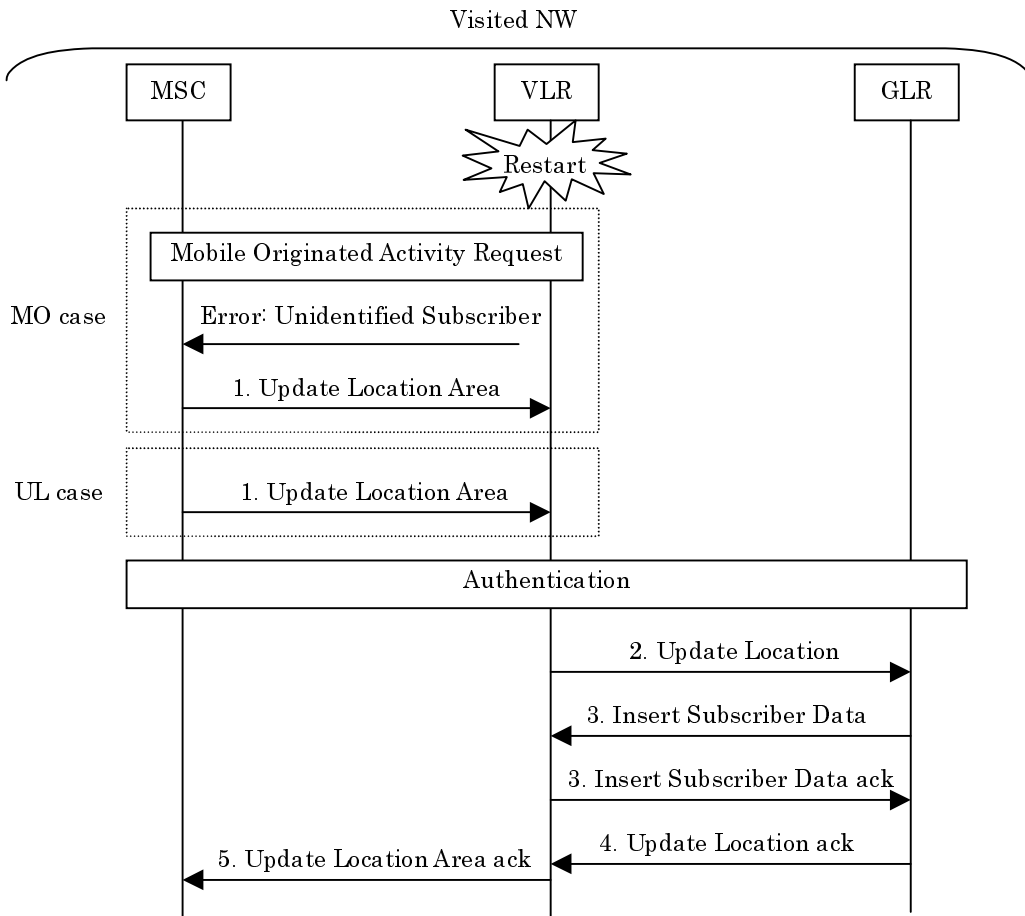 Visited NW
MSC
VLR
GLR
Restart
Mobile Originated Activity Request
MO case
Error: Unidentified Subscriber
1. Update Location Area
UL case
1. Update Location Area
Authentication
2. Update Location
3. Insert Subscriber Data
3. Insert Subscriber Data ack
4. Update Location ack
5. Update Location Area ack